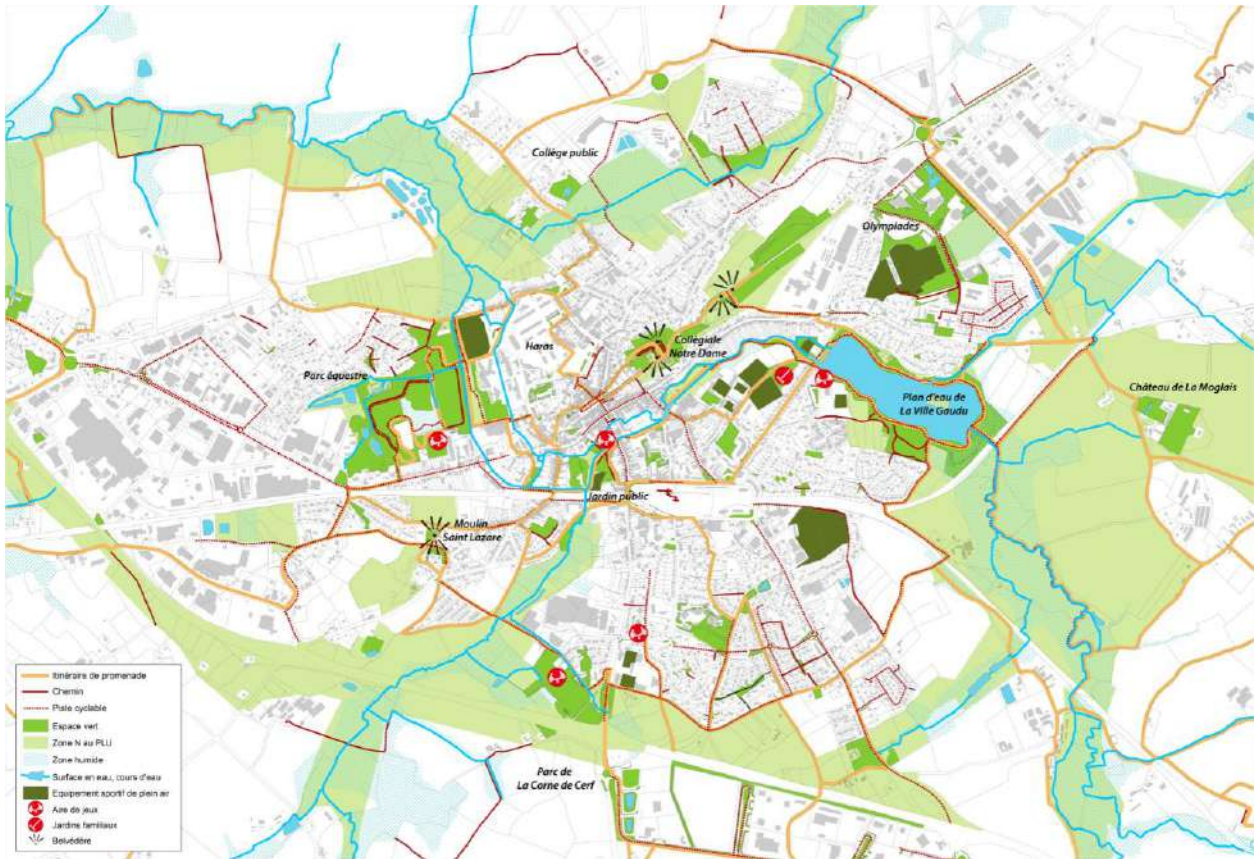 Collège public
Olympiades
Haras
Collégiale
Notre Dame
Parc équestre
Plan d'eau de
La Ville Gaudu
Château de La Moglais
Jardin public
Moulin
Saint Lazare
Parc de
La Corne de Cerf
Itinéraire de promenade
Chemin
Piste cyclable
Espace vert
Zone N au PLU
Zone humide
Surface en eau, cours d'eau
Equipement sportif de plein air
Aire de jeux
Jardins familiaux
Belvédère